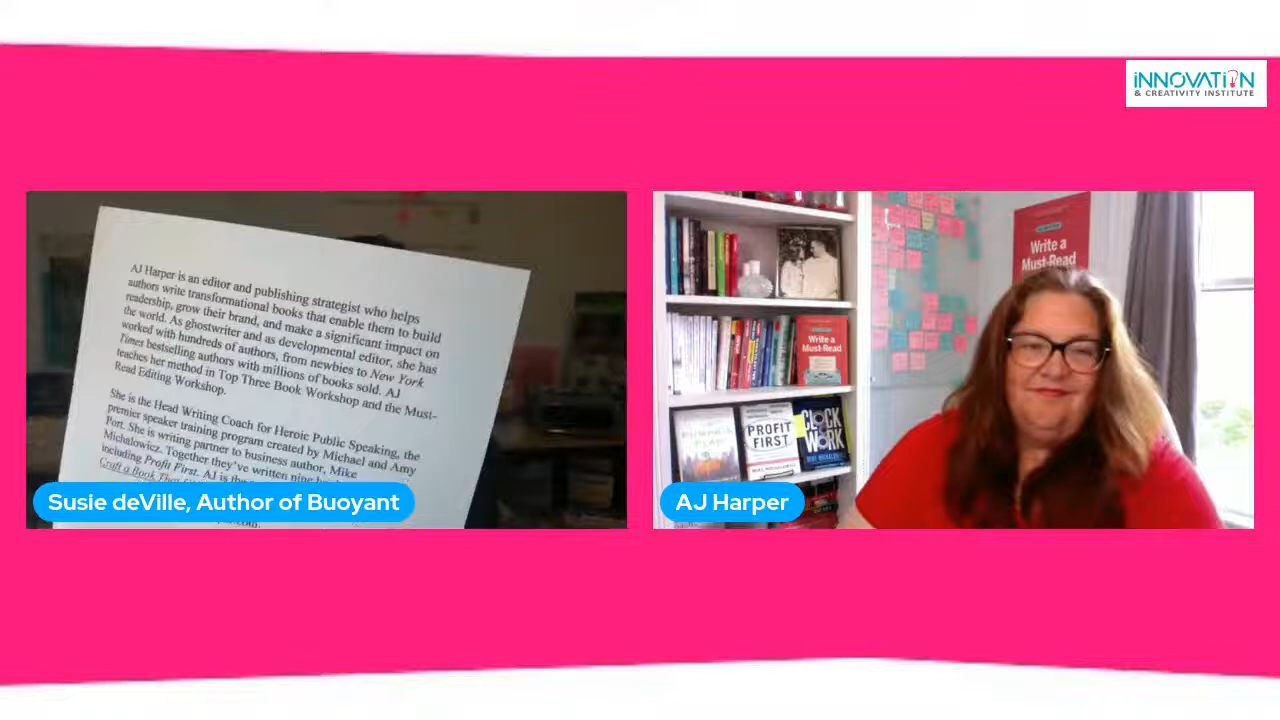 INNOVATION
& CREATIVITY INSTITUTE
AJ Harper is an editor and publishing strategist who helps
authors write transformational books that enable them to build
readership, grow their brand, and make a significant impact on
the world. As ghostwriter and as developmental editor, she has
worked with hundreds of authors, from newbies to New York
Times bestselling authors with millions of books sold. AJ
teaches her method in Top Three Book Workshop and the Must-
Read Editing Workshop.
She is the Head Writing Coach for Heroic Public Speaking, the
premier speaker training program created by Michael and Amy
Port. She is writing partner to business author, Mike
Michalowicz. Together they've written nine
including Profit First. AJ is the
Craft a Book That
Susie deVille, Author of Buoyant
Write a
Must-Read
Write a
Must-Read
PROFIT
FIRST
CLOCK
WORK
AJ Harper